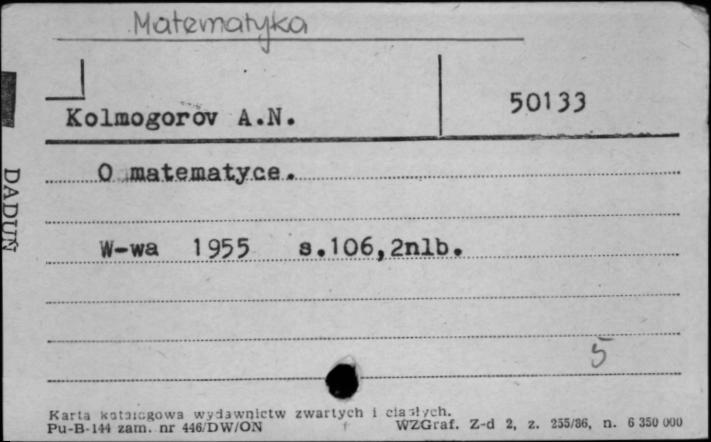 Matematyka
50133
Kolmogorov A.N.
O matematyce.
W-wa 1955 s.106,2nlb.
DADUŃ
5
Karta katalogowa wydawnictw zwartych i ciągłych.
Pu-B-144 zam. nr 446/DW/ON WZGraf. Z-d 2, z. 255/86, n. 6 350 000